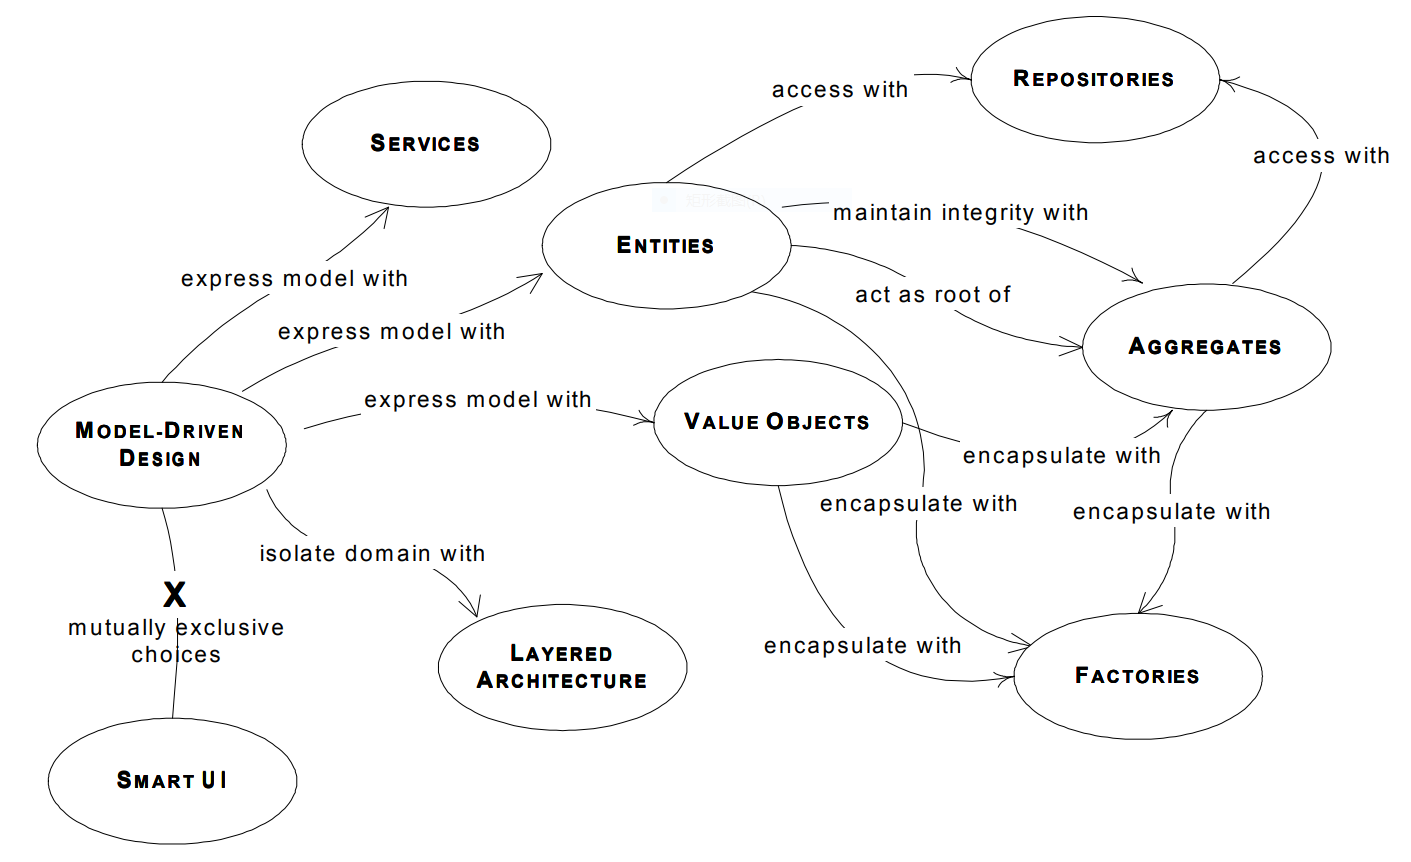 REPOSITORIES
access with
SERVICES
access with
maintain integrity with
ENTITIES
express model with
act as root of
express model with
AGGREGATES
express model with
VALUE OBJECTS
MODEL-DRIVEN
DESIGN
encapsulate with
encapsulate with
encapsulate with
isolate domain with
X
mutually exclusive
choices
encapsulate with
LAYERED
ARCHITECTURE
FACTORIES
SMART UI